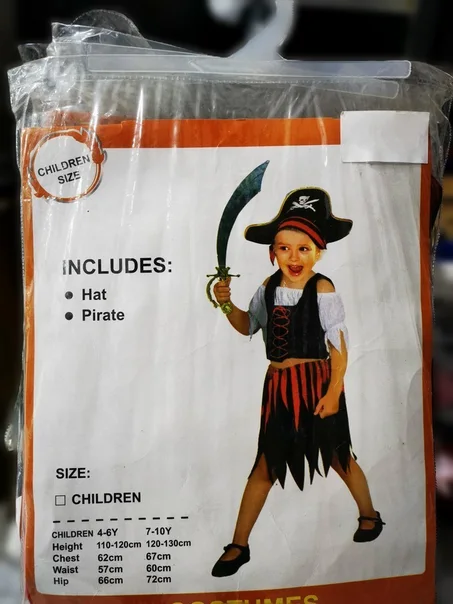 CHILDREN
SIZE
INCLUDES:
Hat
Pirate
SIZE:
CHILDREN
CHILDREN 4-6Y 7-10Y
Height 110-120cm 120-130cm
Chest 62cm 67cm
Waist 57cm 60cm
Hip 66cm 72cm
COSTUMES